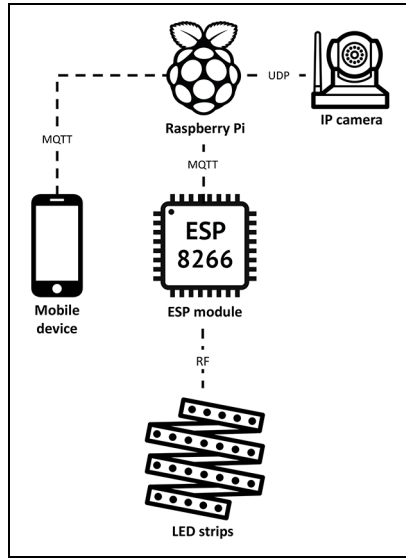 UDP
Raspberry Pi
IP camera
MQTT
MQTT
ESP
8266
Mobile
device
ESP module
RF
LED strips